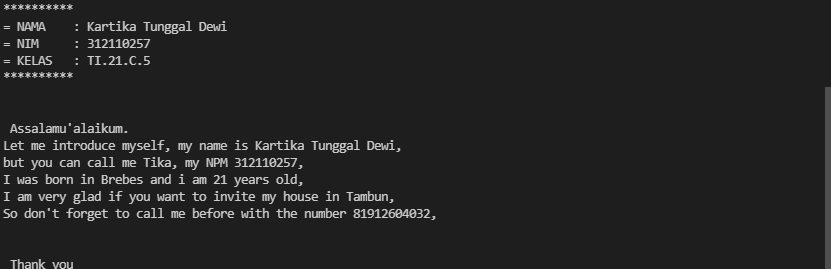 **********
= NAMA    : Kartika Tunggal Dewi
= NIM     : 312110257
= KELAS   : TI.21.C.5
**********
Assalamu'alaikum.
Let me introduce myself, my name is Kartika Tunggal Dewi,
but you can call me Tika, my NPM 312110257,
I was born in Brebes and i am 21 years old,
I am very glad if you want to invite my house in Tambun,
So don't forget to call me before with the number 81912604032,
Thank you